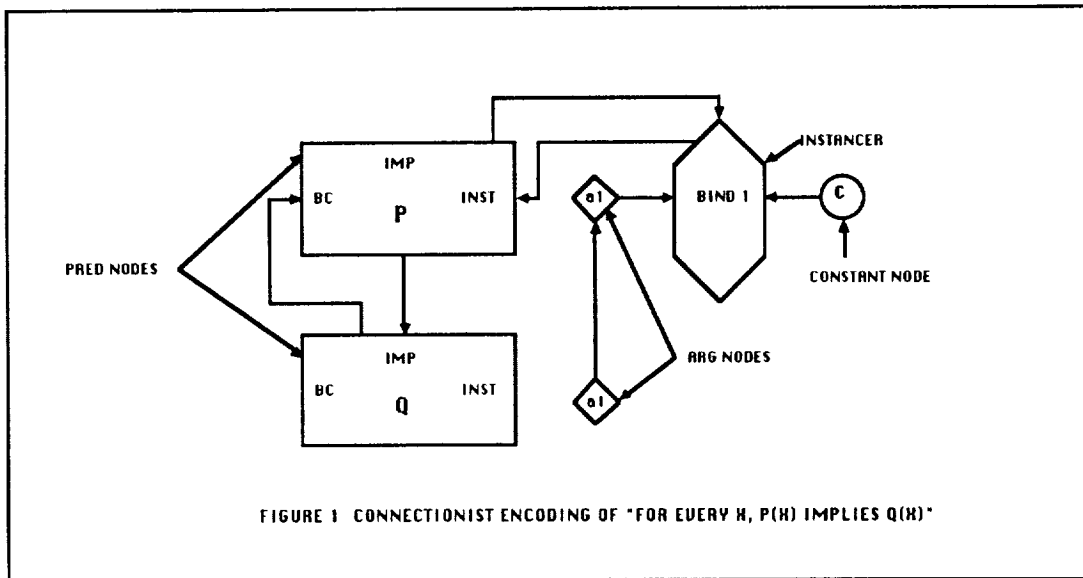 INSTANCER
IMP
BC
INST
P
a1
BIND 1
C
PRED NODES
CONSTANT NODE
IMP
ARG NODES
BC
INST
Q
a1
FIGURE 1 CONNECTIONIST ENCODING OF "FOR EVERY X, P(X) IMPLIES Q(X)"